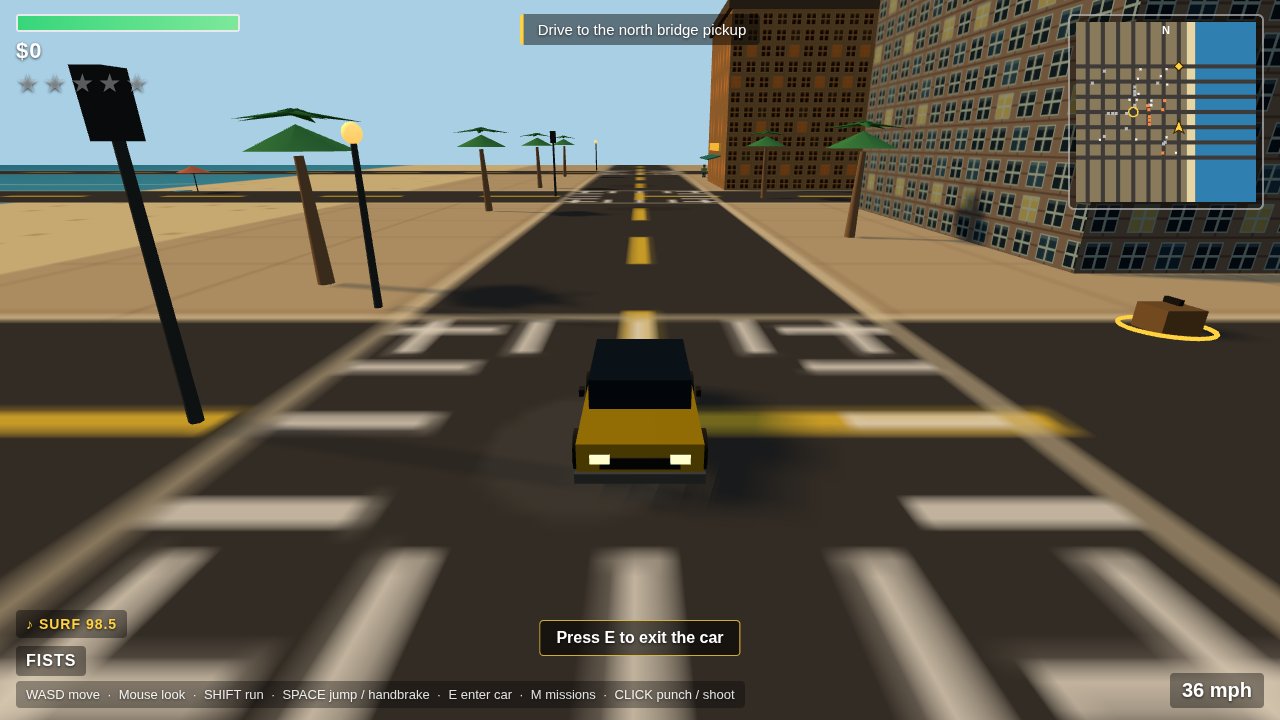 Drive to the north bridge pickup
N
$0
♪ SURF 98.5
FISTS
Press E to exit the car
WASD move · Mouse look · SHIFT run · SPACE jump / handbrake · E enter car · M missions · CLICK punch / shoot
36 mph